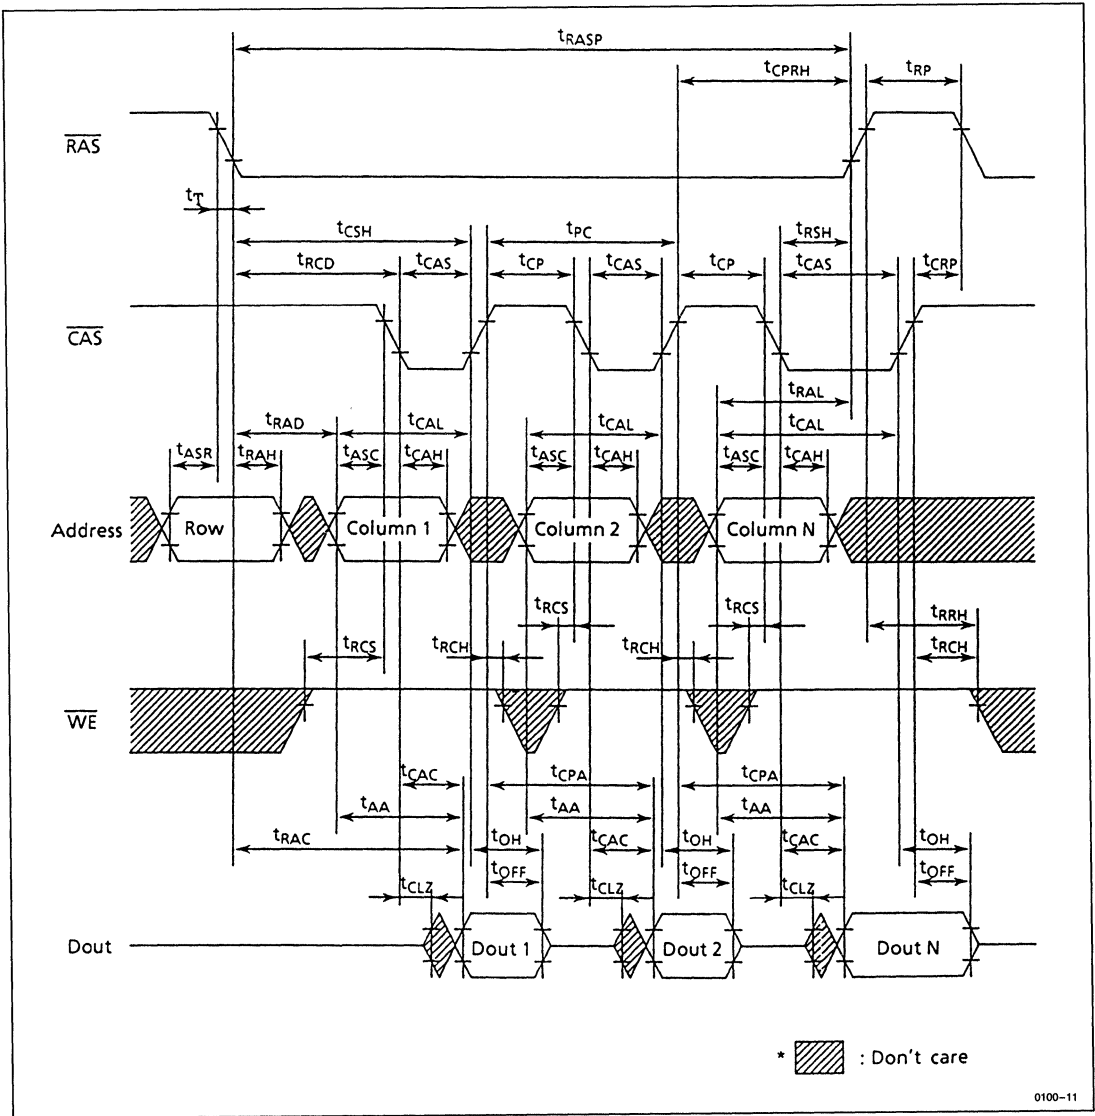 tRASP
tCPRH tRP
RAS
tT
tCSH tPC tRSH
tRCD tCAS tCP tCAS tCP tCAS tCRP
CAS
tRAL
tRAD tCAL tCAL tCAL
tASR tRAH tASC tCAH tASC tCAH tASC tCAH
Address Row Column 1 Column 2 Column N
tRCS tRCS tRRH
tRCS tRCH tRCH tRCH
WE
tCAC tCPA tCPA
tAA tAA tAA
tRAC tOH tCAC tOH tCAC tOH
tCLZ tOFF tCLZ tOFF tCLZ tOFF
Dout Dout 1 Dout 2 Dout N
* : Don't care
0100-11